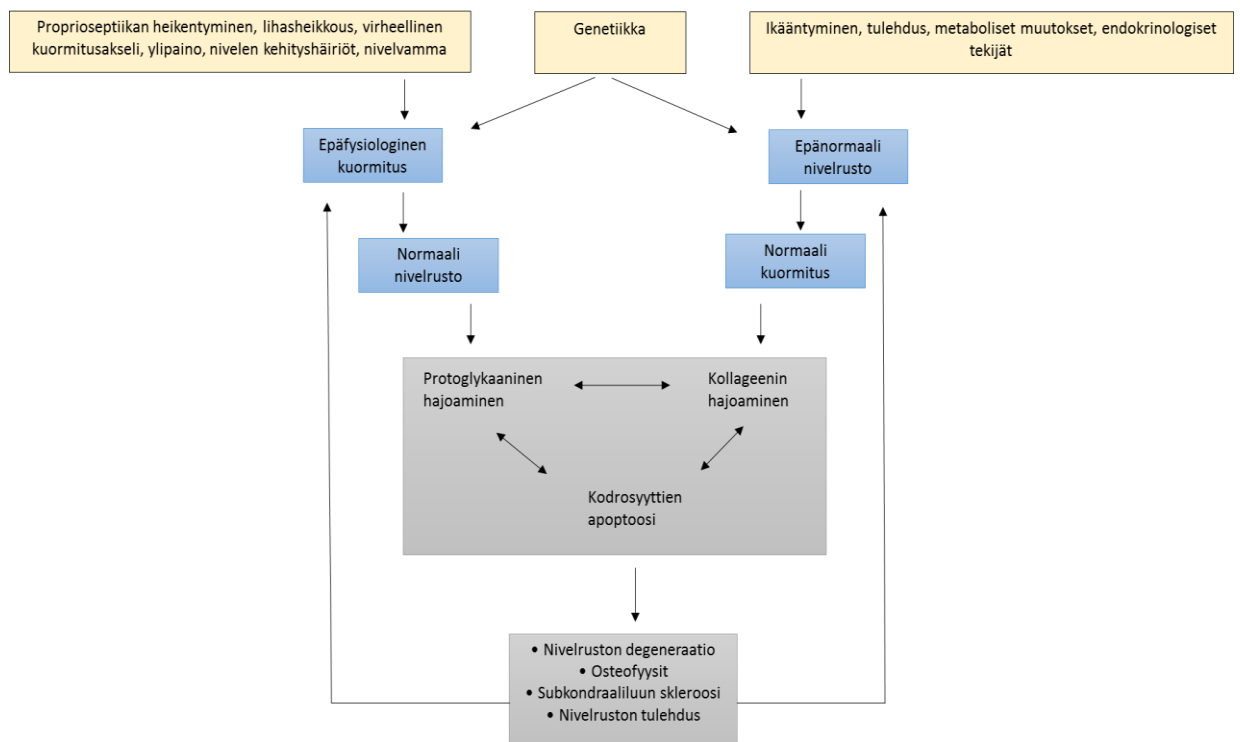 Proprioseptiikan heikentyminen, lihasheikkous, virheellinen
kuormitusakseli, ylipaino, nivelen kehityshäiriöt, nivelvamma
Genetiikka
Ikääntyminen, tulehdus, metaboliset muutokset, endokrinologiset
tekijät
Epäfysiologinen
kuormitus
Epänormaali
nivelrusto
Normaali
nivelrusto
Normaali
kuormitus
Protoglykaaninen
hajoaminen
Kollageenin
hajoaminen
Kodrosyyttien
apoptoosi
• Nivelruston degeneraatio
• Osteofyysit
• Subkondraaliluun skleroosi
• Nivelruston tulehdus